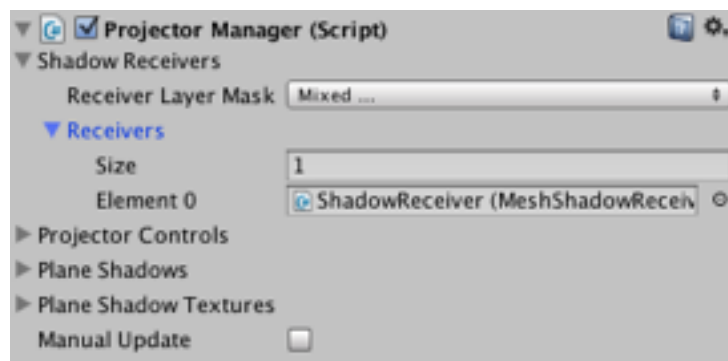 Projector Manager (Script)
Shadow Receivers
Receiver Layer Mask Mixed ...
Receivers
Size 1
Element 0 ShadowReceiver (MeshShadowReceiv
Projector Controls
Plane Shadows
Plane Shadow Textures
Manual Update